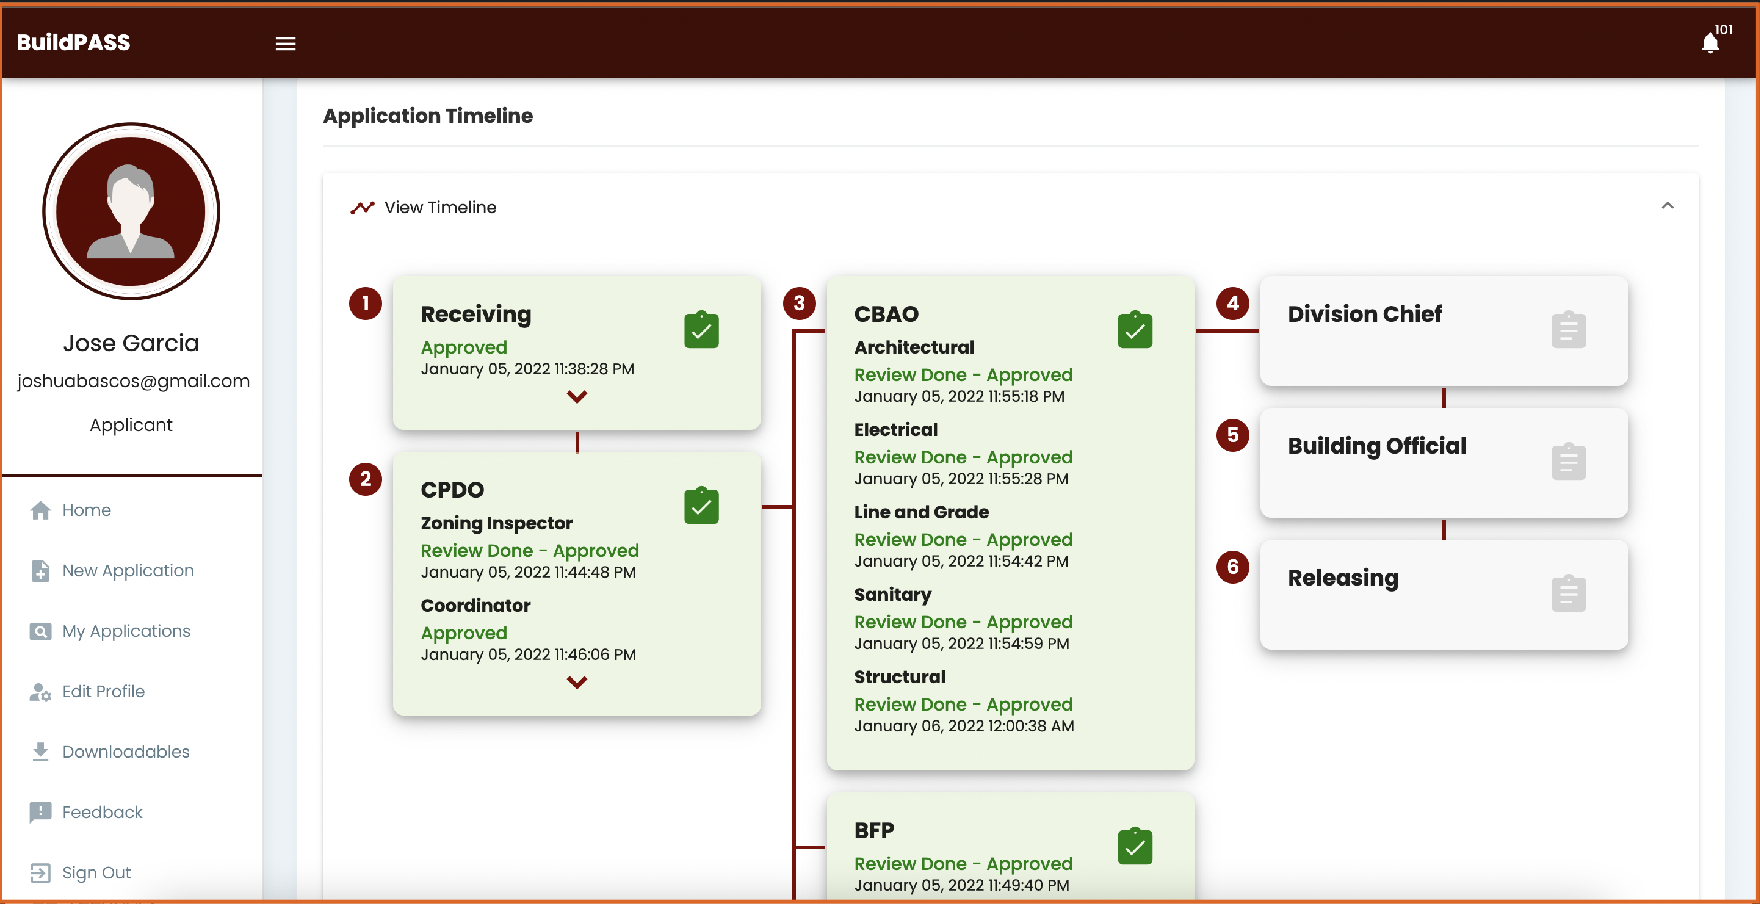 BuildPASS
101
Jose Garcia
joshuabascos@gmail.com
Applicant
Home
New Application
My Applications
Edit Profile
Downloadables
Feedback
Sign Out
Application Timeline
View Timeline
1
Receiving
Approved
January 05, 2022 11:38:28 PM
2
CPDO
Zoning Inspector
Review Done - Approved
January 05, 2022 11:44:48 PM
Coordinator
Approved
January 05, 2022 11:46:06 PM
3
CBAO
Architectural
Review Done - Approved
January 05, 2022 11:55:18 PM
Electrical
Review Done - Approved
January 05, 2022 11:55:28 PM
Line and Grade
Review Done - Approved
January 05, 2022 11:54:42 PM
Sanitary
Review Done - Approved
January 05, 2022 11:54:59 PM
Structural
Review Done - Approved
January 06, 2022 12:00:38 AM
BFP
Review Done - Approved
January 05, 2022 11:49:40 PM
4
Division Chief
5
Building Official
6
Releasing